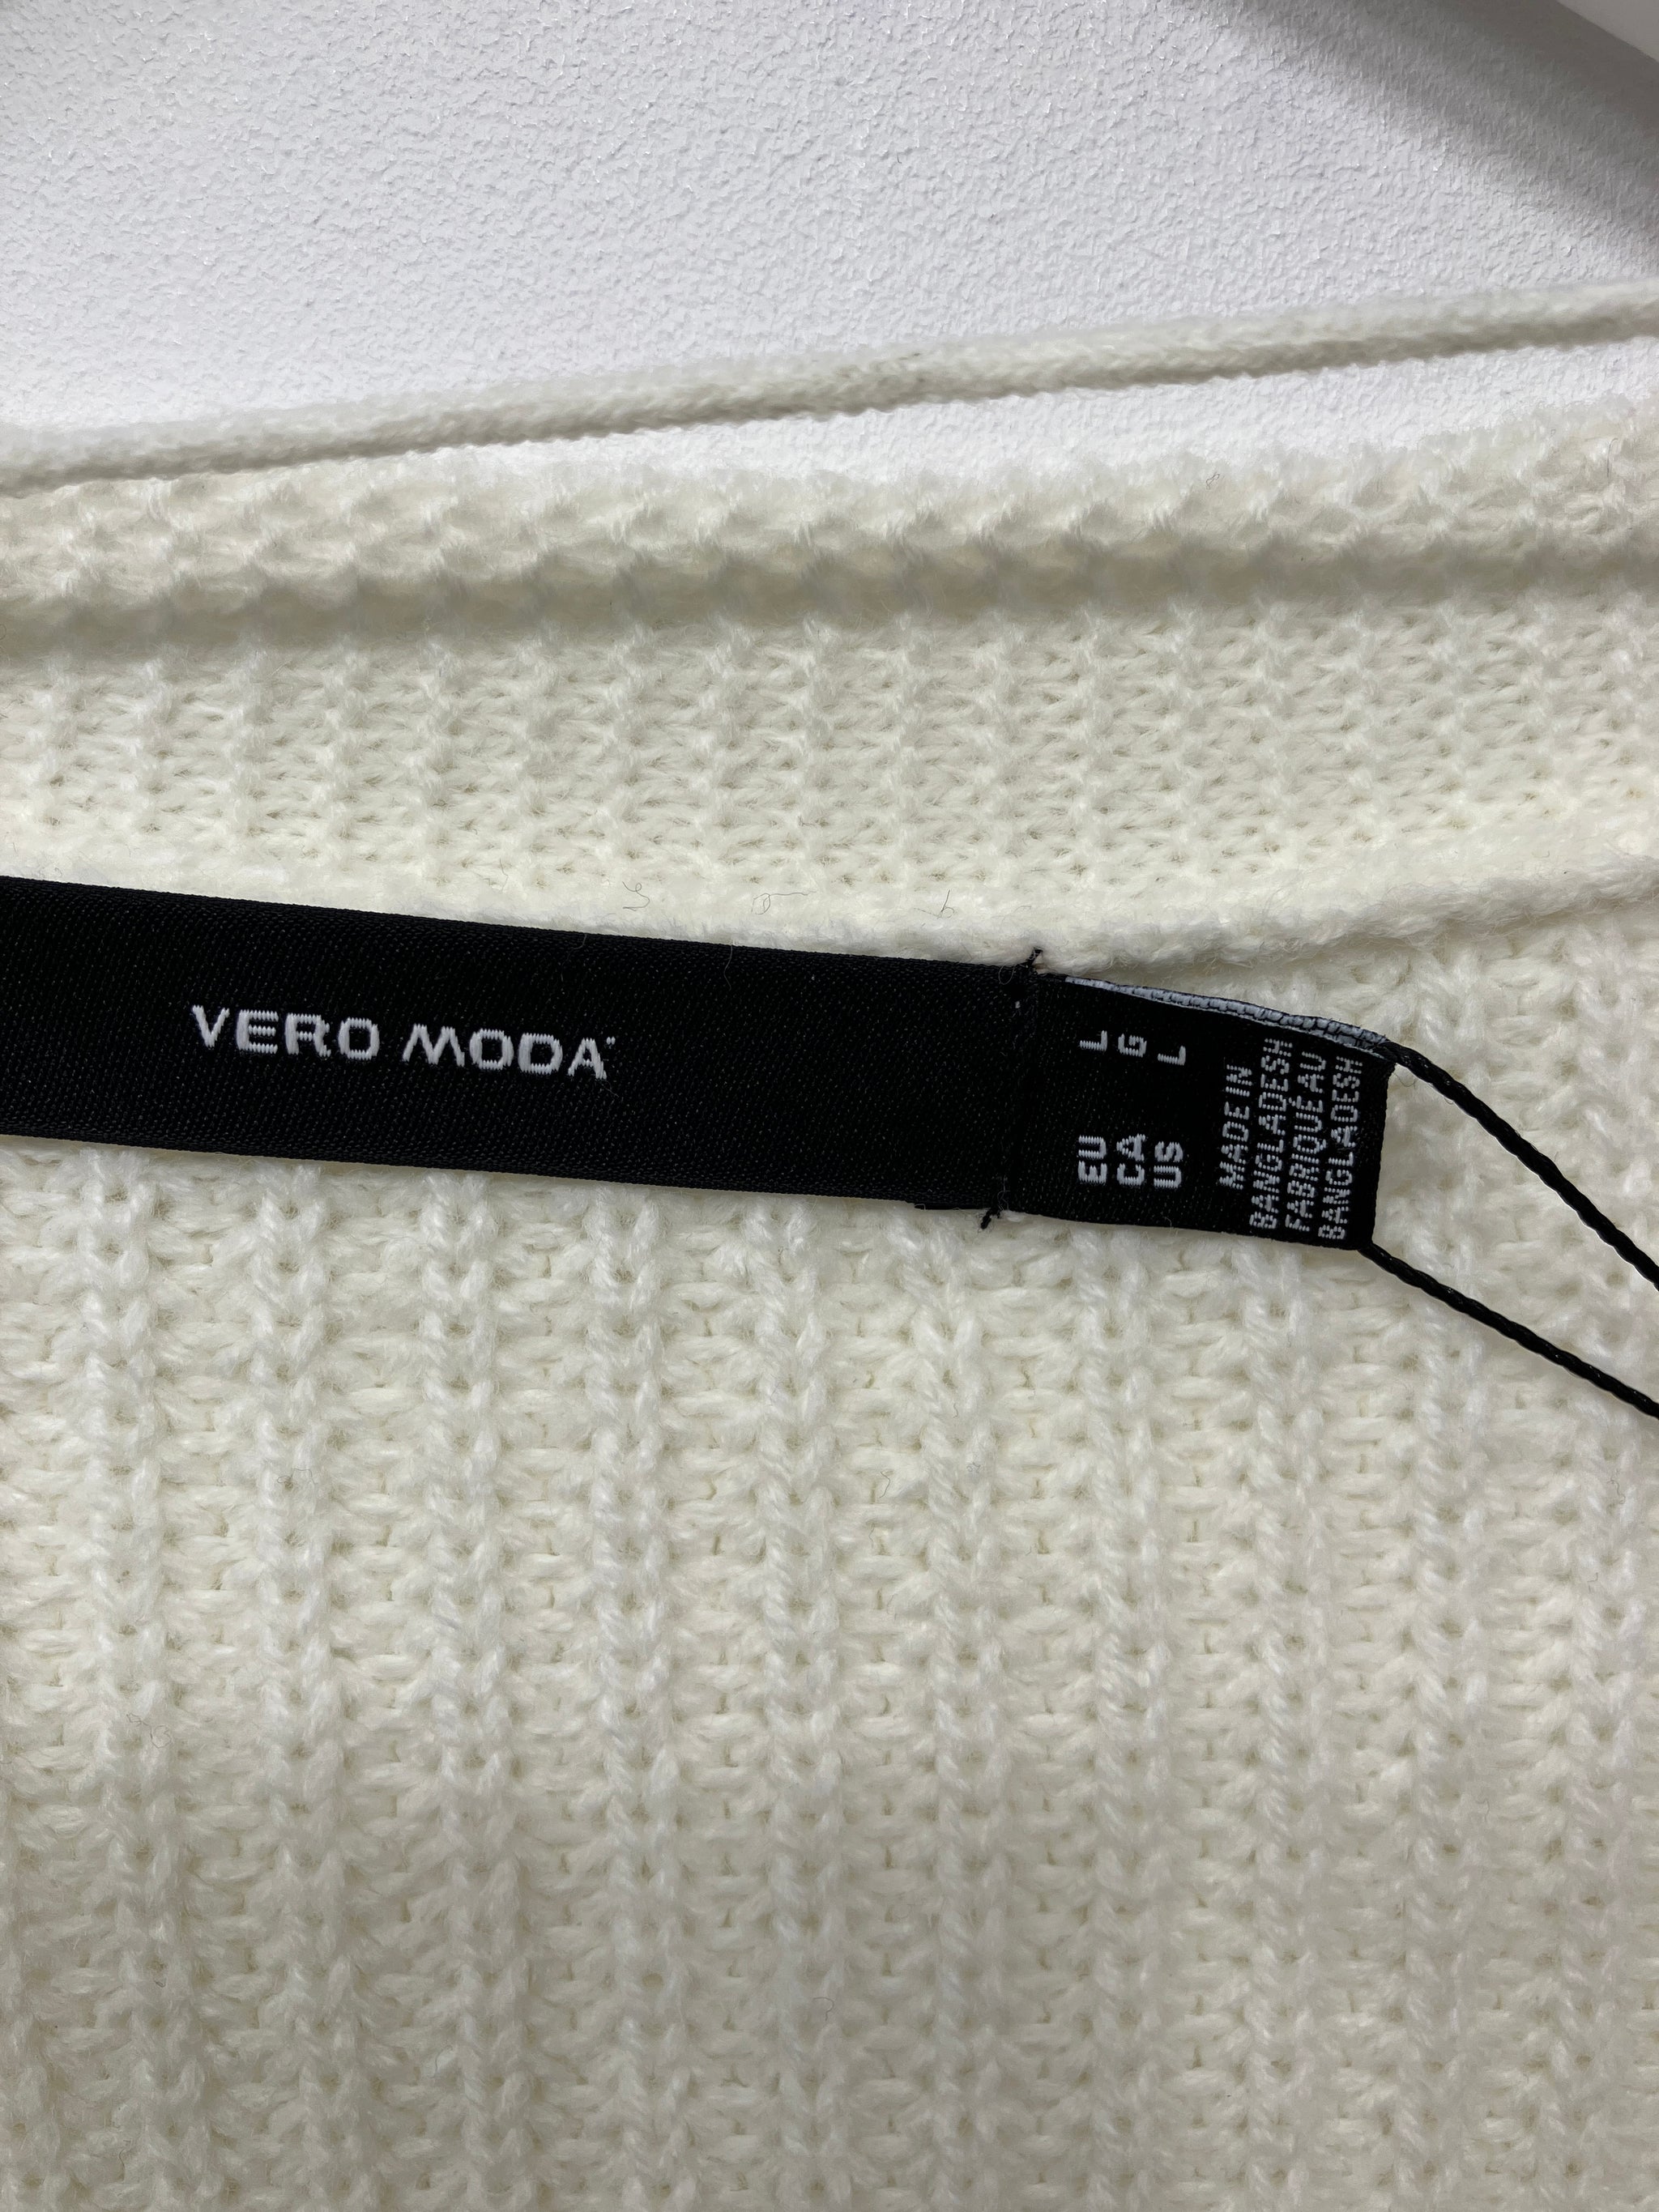 VERO MODA
EU L
CA G
US L
MADE IN
BANGLADESH
FABRIQUÉ AU
BANGLADESH